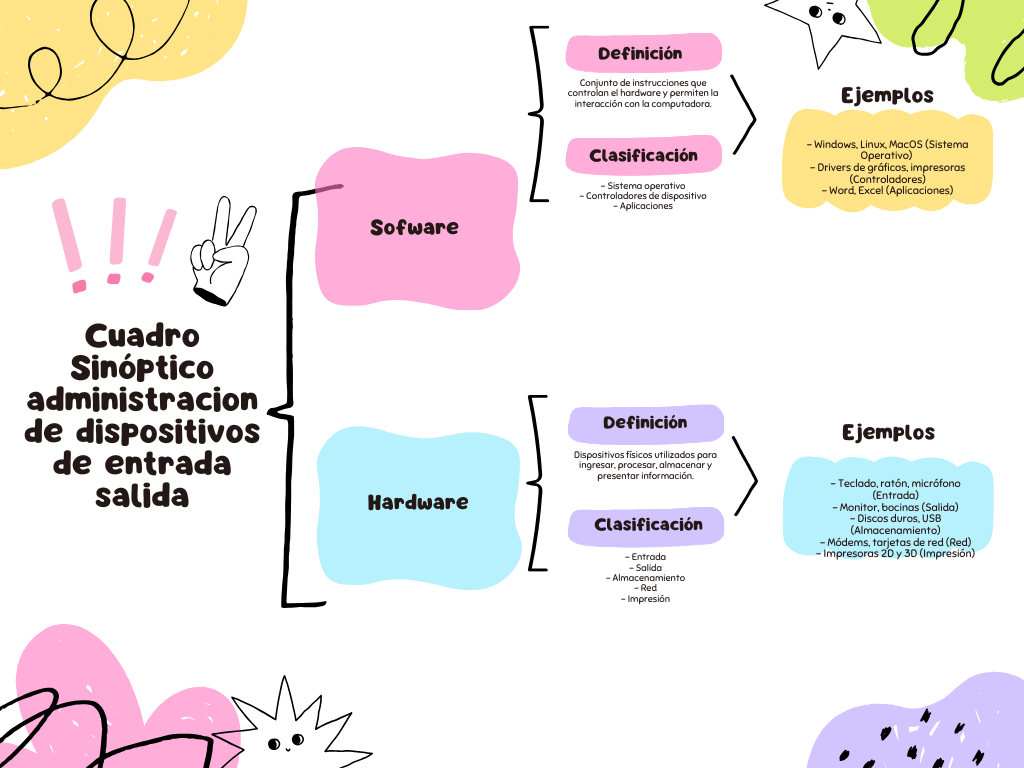 Cuadro
Sinóptico
administracion
de dispositivos
de entrada
salida
Sofware
Definición
Conjunto de instrucciones que
controlan el hardware y permiten la
interacción con la computadora.
Clasificación
- Sistema operativo
- Controladores de dispositivo
- Aplicaciones
Ejemplos
- Windows, Linux, MacOS (Sistema
Operativo)
- Drivers de gráficos, impresoras
(Controladores)
- Word, Excel (Aplicaciones)
Hardware
Definición
Dispositivos físicos utilizados para
ingresar, procesar, almacenar y
presentar información.
Clasificación
- Entrada
- Salida
- Almacenamiento
- Red
- Impresión
Ejemplos
- Teclado, ratón, micrófono
(Entrada)
- Monitor, bocinas (Salida)
- Discos duros, USB
(Almacenamiento)
- Módems, tarjetas de red (Red)
- Impresoras 2D y 3D (Impresión)